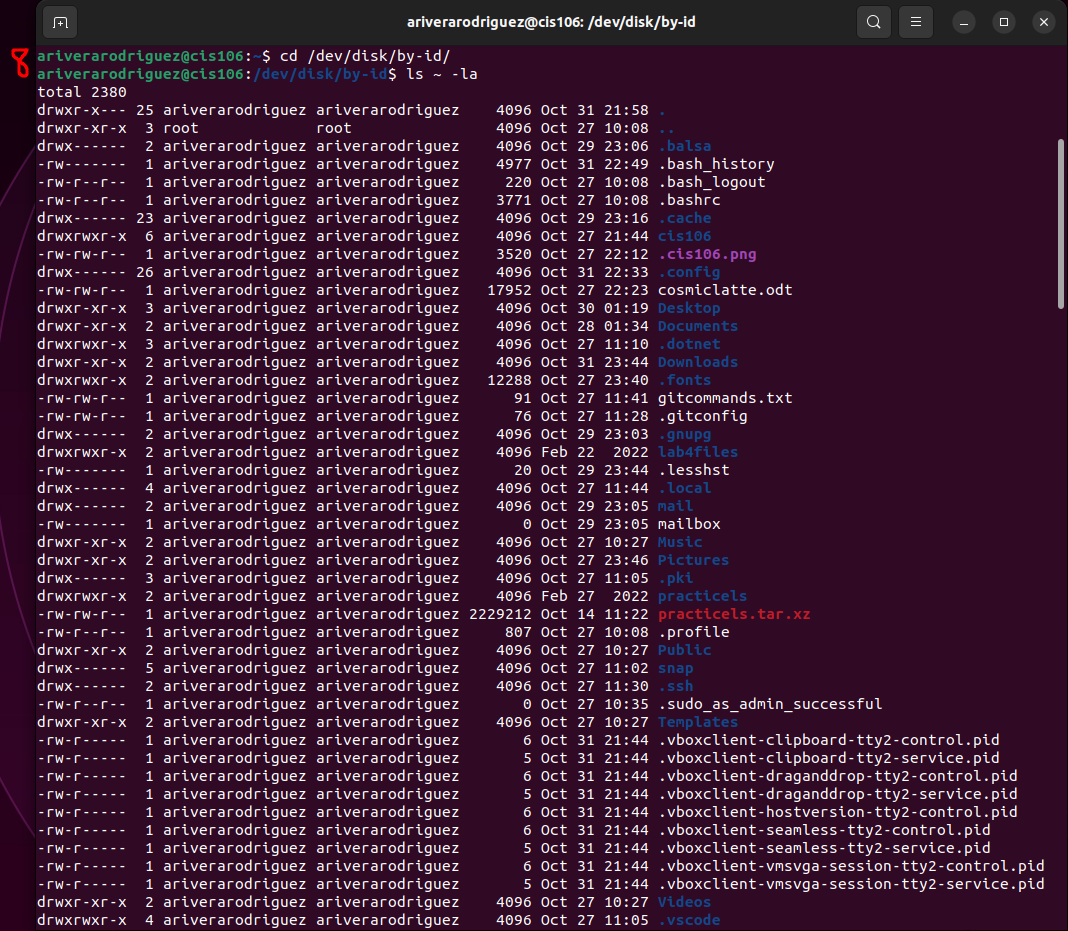 ariverarodriguez@cis106: /dev/disk/by-id
8
ariverarodriguez@cis106:~$ cd /dev/disk/by-id/
ariverarodriguez@cis106:/dev/disk/by-id$ ls ~ -la
total 2380
drwxr-x--- 25 ariverarodriguez ariverarodriguez    4096 Oct 31 21:58 .
drwxr-xr-x  3 root             root                4096 Oct 27 10:08 ..
drwx------  2 ariverarodriguez ariverarodriguez    4096 Oct 29 23:06 .balsa
-rw-------  1 ariverarodriguez ariverarodriguez    4977 Oct 31 22:49 .bash_history
-rw-r--r--  1 ariverarodriguez ariverarodriguez     220 Oct 27 10:08 .bash_logout
-rw-r--r--  1 ariverarodriguez ariverarodriguez    3771 Oct 27 10:08 .bashrc
drwx------ 23 ariverarodriguez ariverarodriguez    4096 Oct 29 23:16 .cache
drwxrwxr-x  6 ariverarodriguez ariverarodriguez    4096 Oct 27 21:44 cis106
-rw-rw-r--  1 ariverarodriguez ariverarodriguez    3520 Oct 27 22:12 .cis106.png
drwx------ 26 ariverarodriguez ariverarodriguez    4096 Oct 31 22:33 .config
-rw-rw-r--  1 ariverarodriguez ariverarodriguez   17952 Oct 27 22:23 cosmiclatte.odt
drwxr-xr-x  3 ariverarodriguez ariverarodriguez    4096 Oct 30 01:19 Desktop
drwxr-xr-x  2 ariverarodriguez ariverarodriguez    4096 Oct 28 01:34 Documents
drwxrwxr-x  3 ariverarodriguez ariverarodriguez    4096 Oct 27 11:10 .dotnet
drwxr-xr-x  2 ariverarodriguez ariverarodriguez    4096 Oct 31 23:44 Downloads
drwxrwxr-x  2 ariverarodriguez ariverarodriguez   12288 Oct 27 23:40 .fonts
-rw-rw-r--  1 ariverarodriguez ariverarodriguez      91 Oct 27 11:41 gitcommands.txt
-rw-rw-r--  1 ariverarodriguez ariverarodriguez      76 Oct 27 11:28 .gitconfig
drwx------  2 ariverarodriguez ariverarodriguez    4096 Oct 29 23:03 .gnupg
drwxrwxr-x  2 ariverarodriguez ariverarodriguez    4096 Feb 22  2022 lab4files
-rw-------  1 ariverarodriguez ariverarodriguez      20 Oct 29 23:44 .lesshst
drwx------  4 ariverarodriguez ariverarodriguez    4096 Oct 27 11:44 .local
drwx------  2 ariverarodriguez ariverarodriguez    4096 Oct 29 23:05 mail
-rw-------  1 ariverarodriguez ariverarodriguez       0 Oct 29 23:05 mailbox
drwxr-xr-x  2 ariverarodriguez ariverarodriguez    4096 Oct 27 10:27 Music
drwxr-xr-x  2 ariverarodriguez ariverarodriguez    4096 Oct 27 23:46 Pictures
drwx------  3 ariverarodriguez ariverarodriguez    4096 Oct 27 11:05 .pki
drwxrwxr-x  2 ariverarodriguez ariverarodriguez    4096 Feb 27  2022 practicels
-rw-rw-r--  1 ariverarodriguez ariverarodriguez 2229212 Oct 14 11:22 practicels.tar.xz
-rw-r--r--  1 ariverarodriguez ariverarodriguez     807 Oct 27 10:08 .profile
drwxr-xr-x  2 ariverarodriguez ariverarodriguez    4096 Oct 27 10:27 Public
drwx------  5 ariverarodriguez ariverarodriguez    4096 Oct 27 11:02 snap
drwx------  2 ariverarodriguez ariverarodriguez    4096 Oct 27 11:30 .ssh
-rw-r--r--  1 ariverarodriguez ariverarodriguez       0 Oct 27 10:35 .sudo_as_admin_successful
drwxr-xr-x  2 ariverarodriguez ariverarodriguez    4096 Oct 27 10:27 Templates
-rw-r-----  1 ariverarodriguez ariverarodriguez       6 Oct 31 21:44 .vboxclient-clipboard-tty2-control.pid
-rw-r-----  1 ariverarodriguez ariverarodriguez       5 Oct 31 21:44 .vboxclient-clipboard-tty2-service.pid
-rw-r-----  1 ariverarodriguez ariverarodriguez       6 Oct 31 21:44 .vboxclient-draganddrop-tty2-control.pid
-rw-r-----  1 ariverarodriguez ariverarodriguez       5 Oct 31 21:44 .vboxclient-draganddrop-tty2-service.pid
-rw-r-----  1 ariverarodriguez ariverarodriguez       6 Oct 31 21:44 .vboxclient-hostversion-tty2-control.pid
-rw-r-----  1 ariverarodriguez ariverarodriguez       6 Oct 31 21:44 .vboxclient-seamless-tty2-control.pid
-rw-r-----  1 ariverarodriguez ariverarodriguez       5 Oct 31 21:44 .vboxclient-seamless-tty2-service.pid
-rw-r-----  1 ariverarodriguez ariverarodriguez       6 Oct 31 21:44 .vboxclient-vmsvga-session-tty2-control.pid
-rw-r-----  1 ariverarodriguez ariverarodriguez       5 Oct 31 21:44 .vboxclient-vmsvga-session-tty2-service.pid
drwxr-xr-x  2 ariverarodriguez ariverarodriguez    4096 Oct 27 10:27 Videos
drwxrwxr-x  4 ariverarodriguez ariverarodriguez    4096 Oct 27 11:05 .vscode